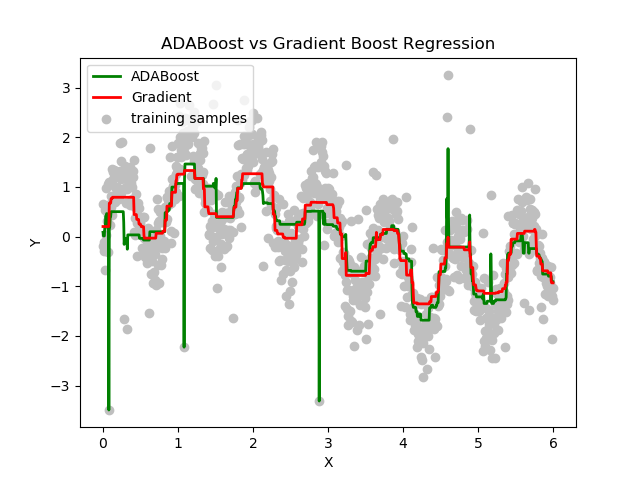 ADABoost vs Gradient Boost Regression
ADABoost
Gradient
training samples
3
2
1
0
−1
−2
−3
Y
0
1
2
3
4
5
6
X